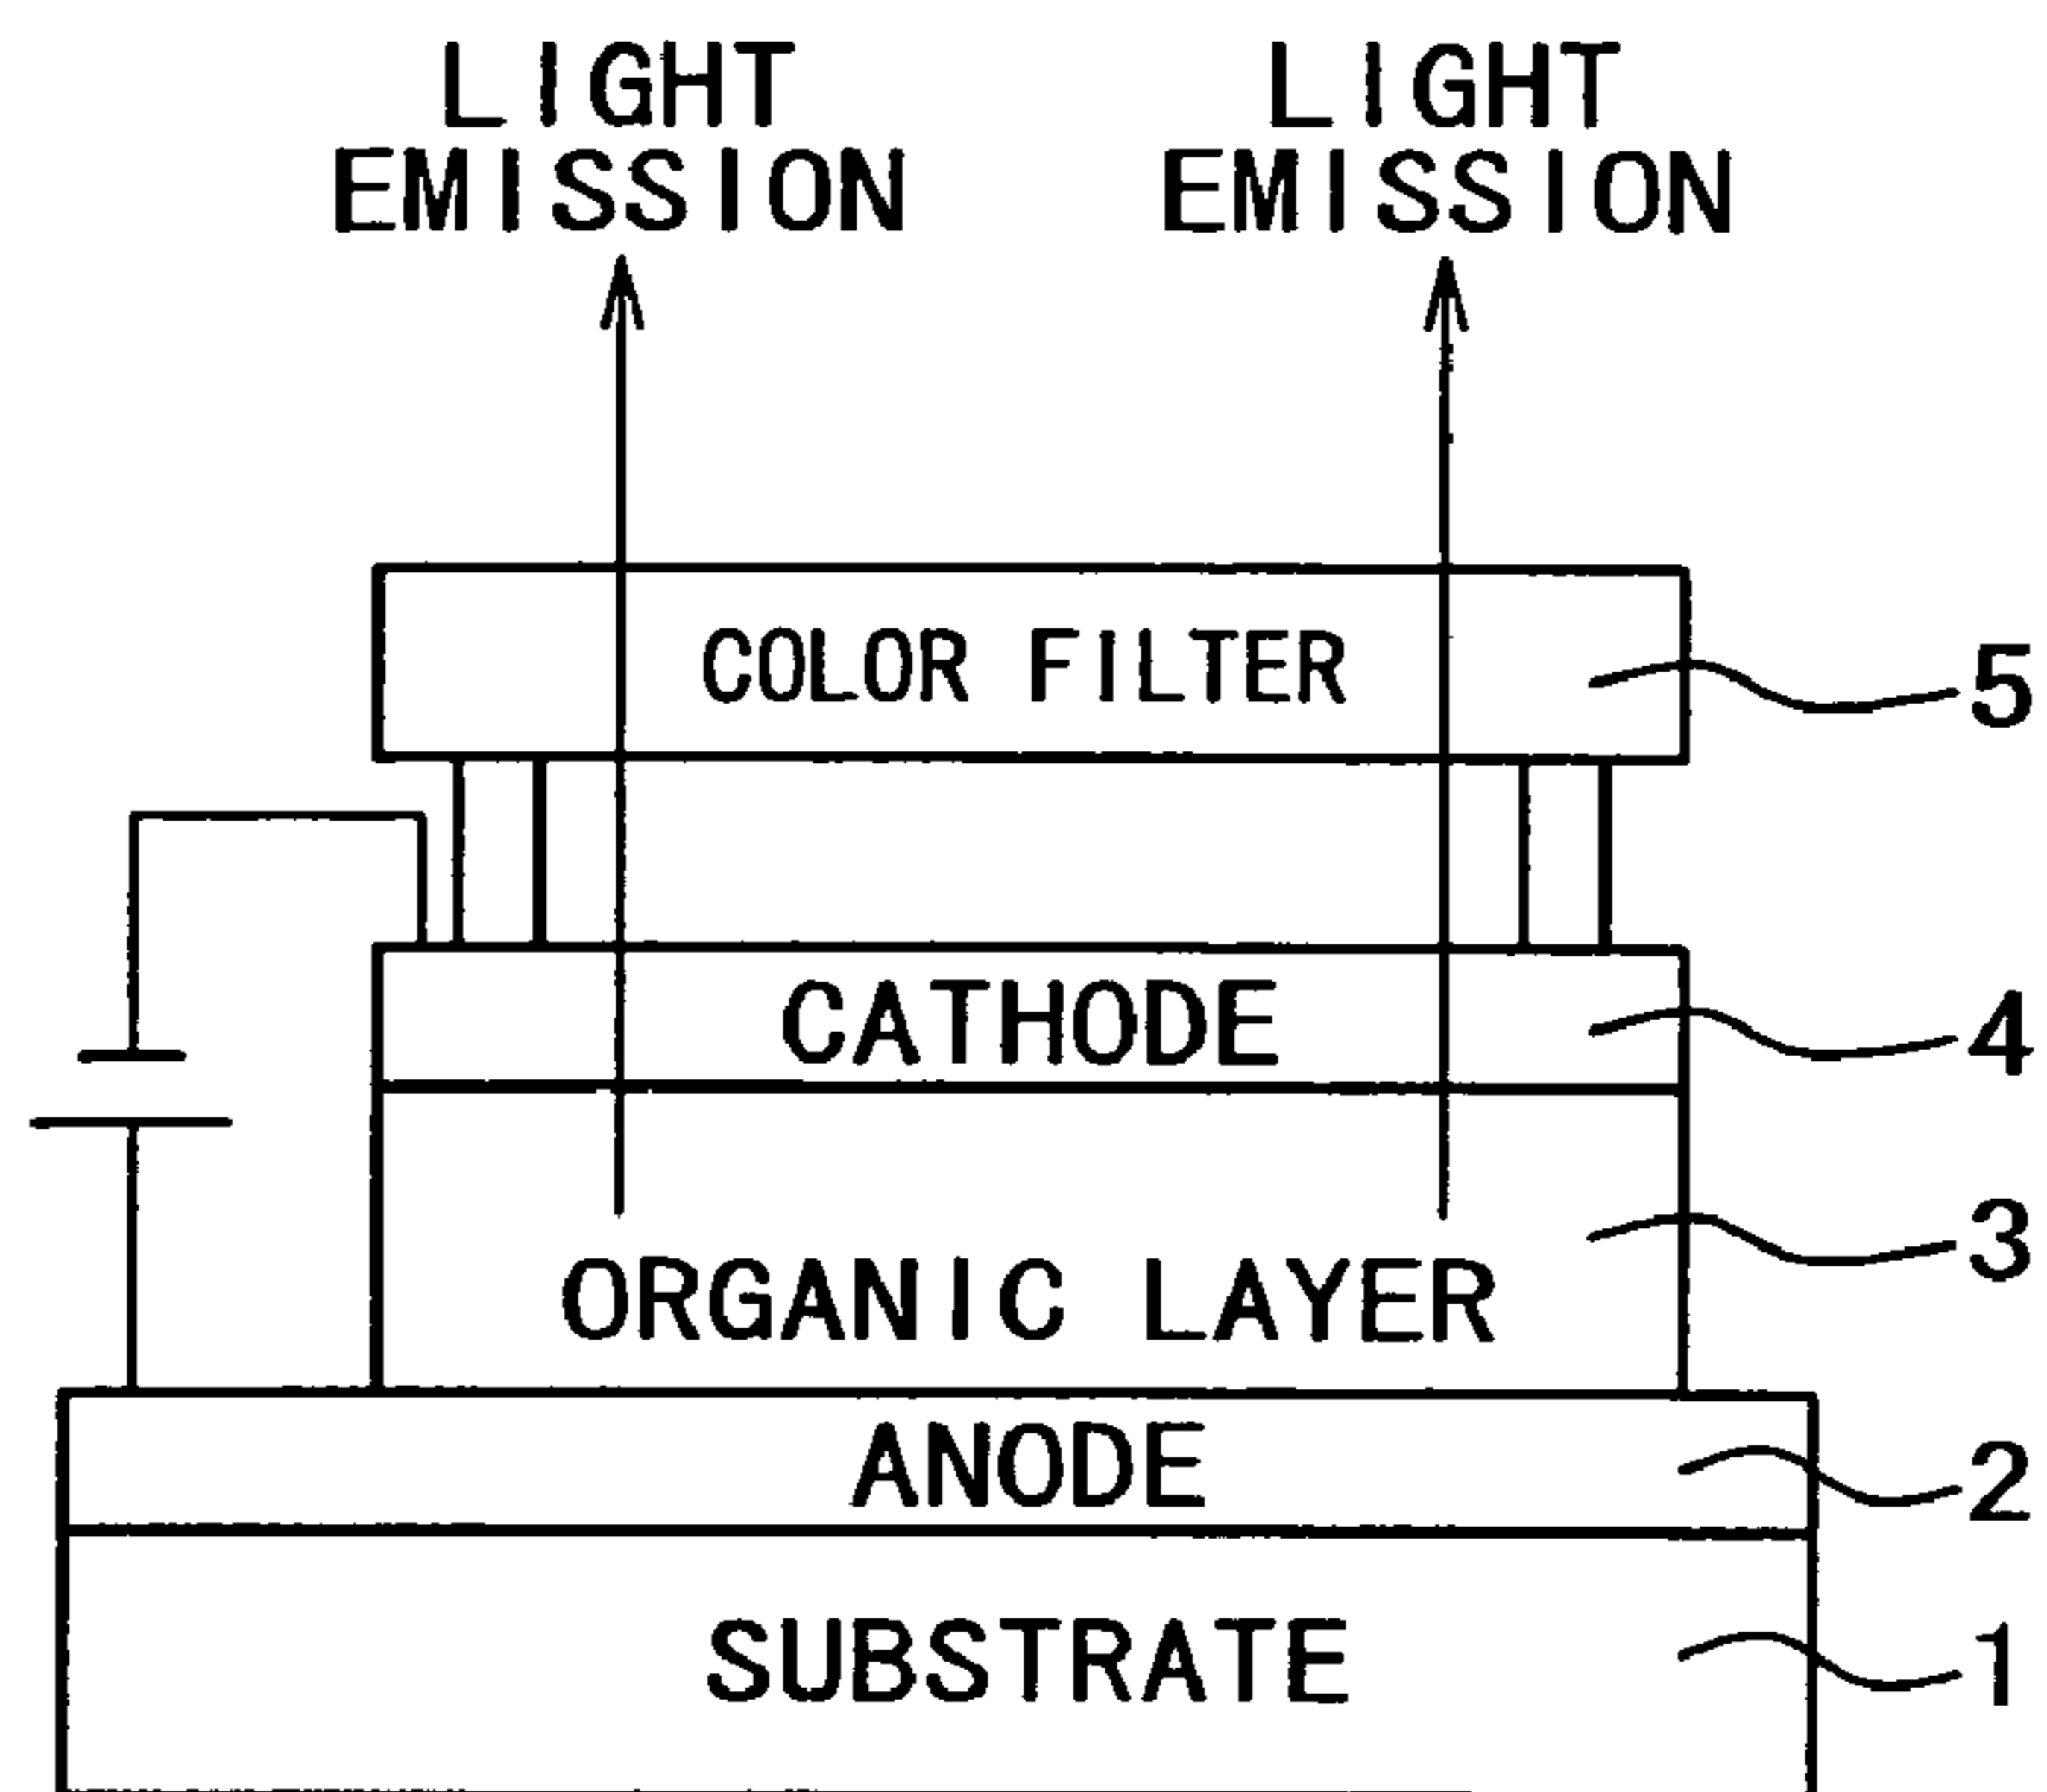 LIGHT
EMISSION
LIGHT
EMISSION
COLOR FILTER
5
CATHODE
4
3
ORGANIC LAYER
ANODE
2
SUBSTRATE
1